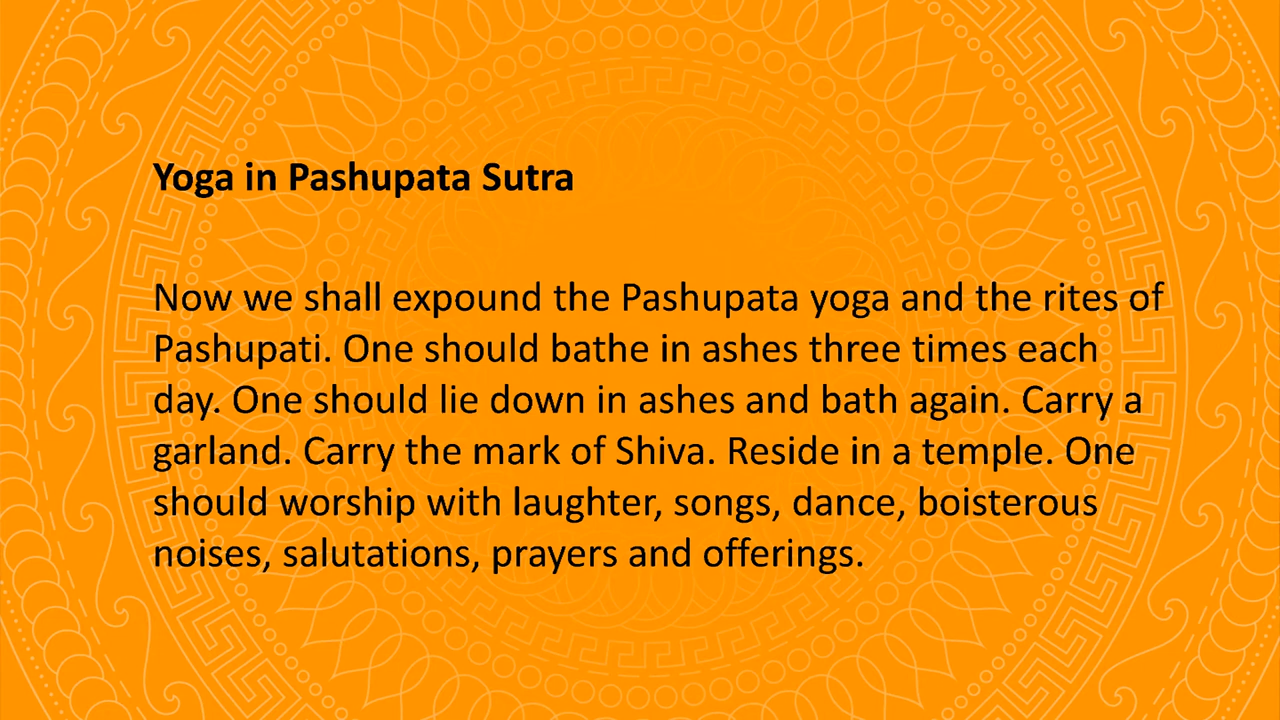 Yoga in Pashupata Sutra
Now we shall expound the Pashupata yoga and the rites of
Pashupati. One should bathe in ashes three times each
day. One should lie down in ashes and bath again. Carry a
garland. Carry the mark of Shiva. Reside in a temple. One
should worship with laughter, songs, dance, boisterous
noises, salutations, prayers and offerings.